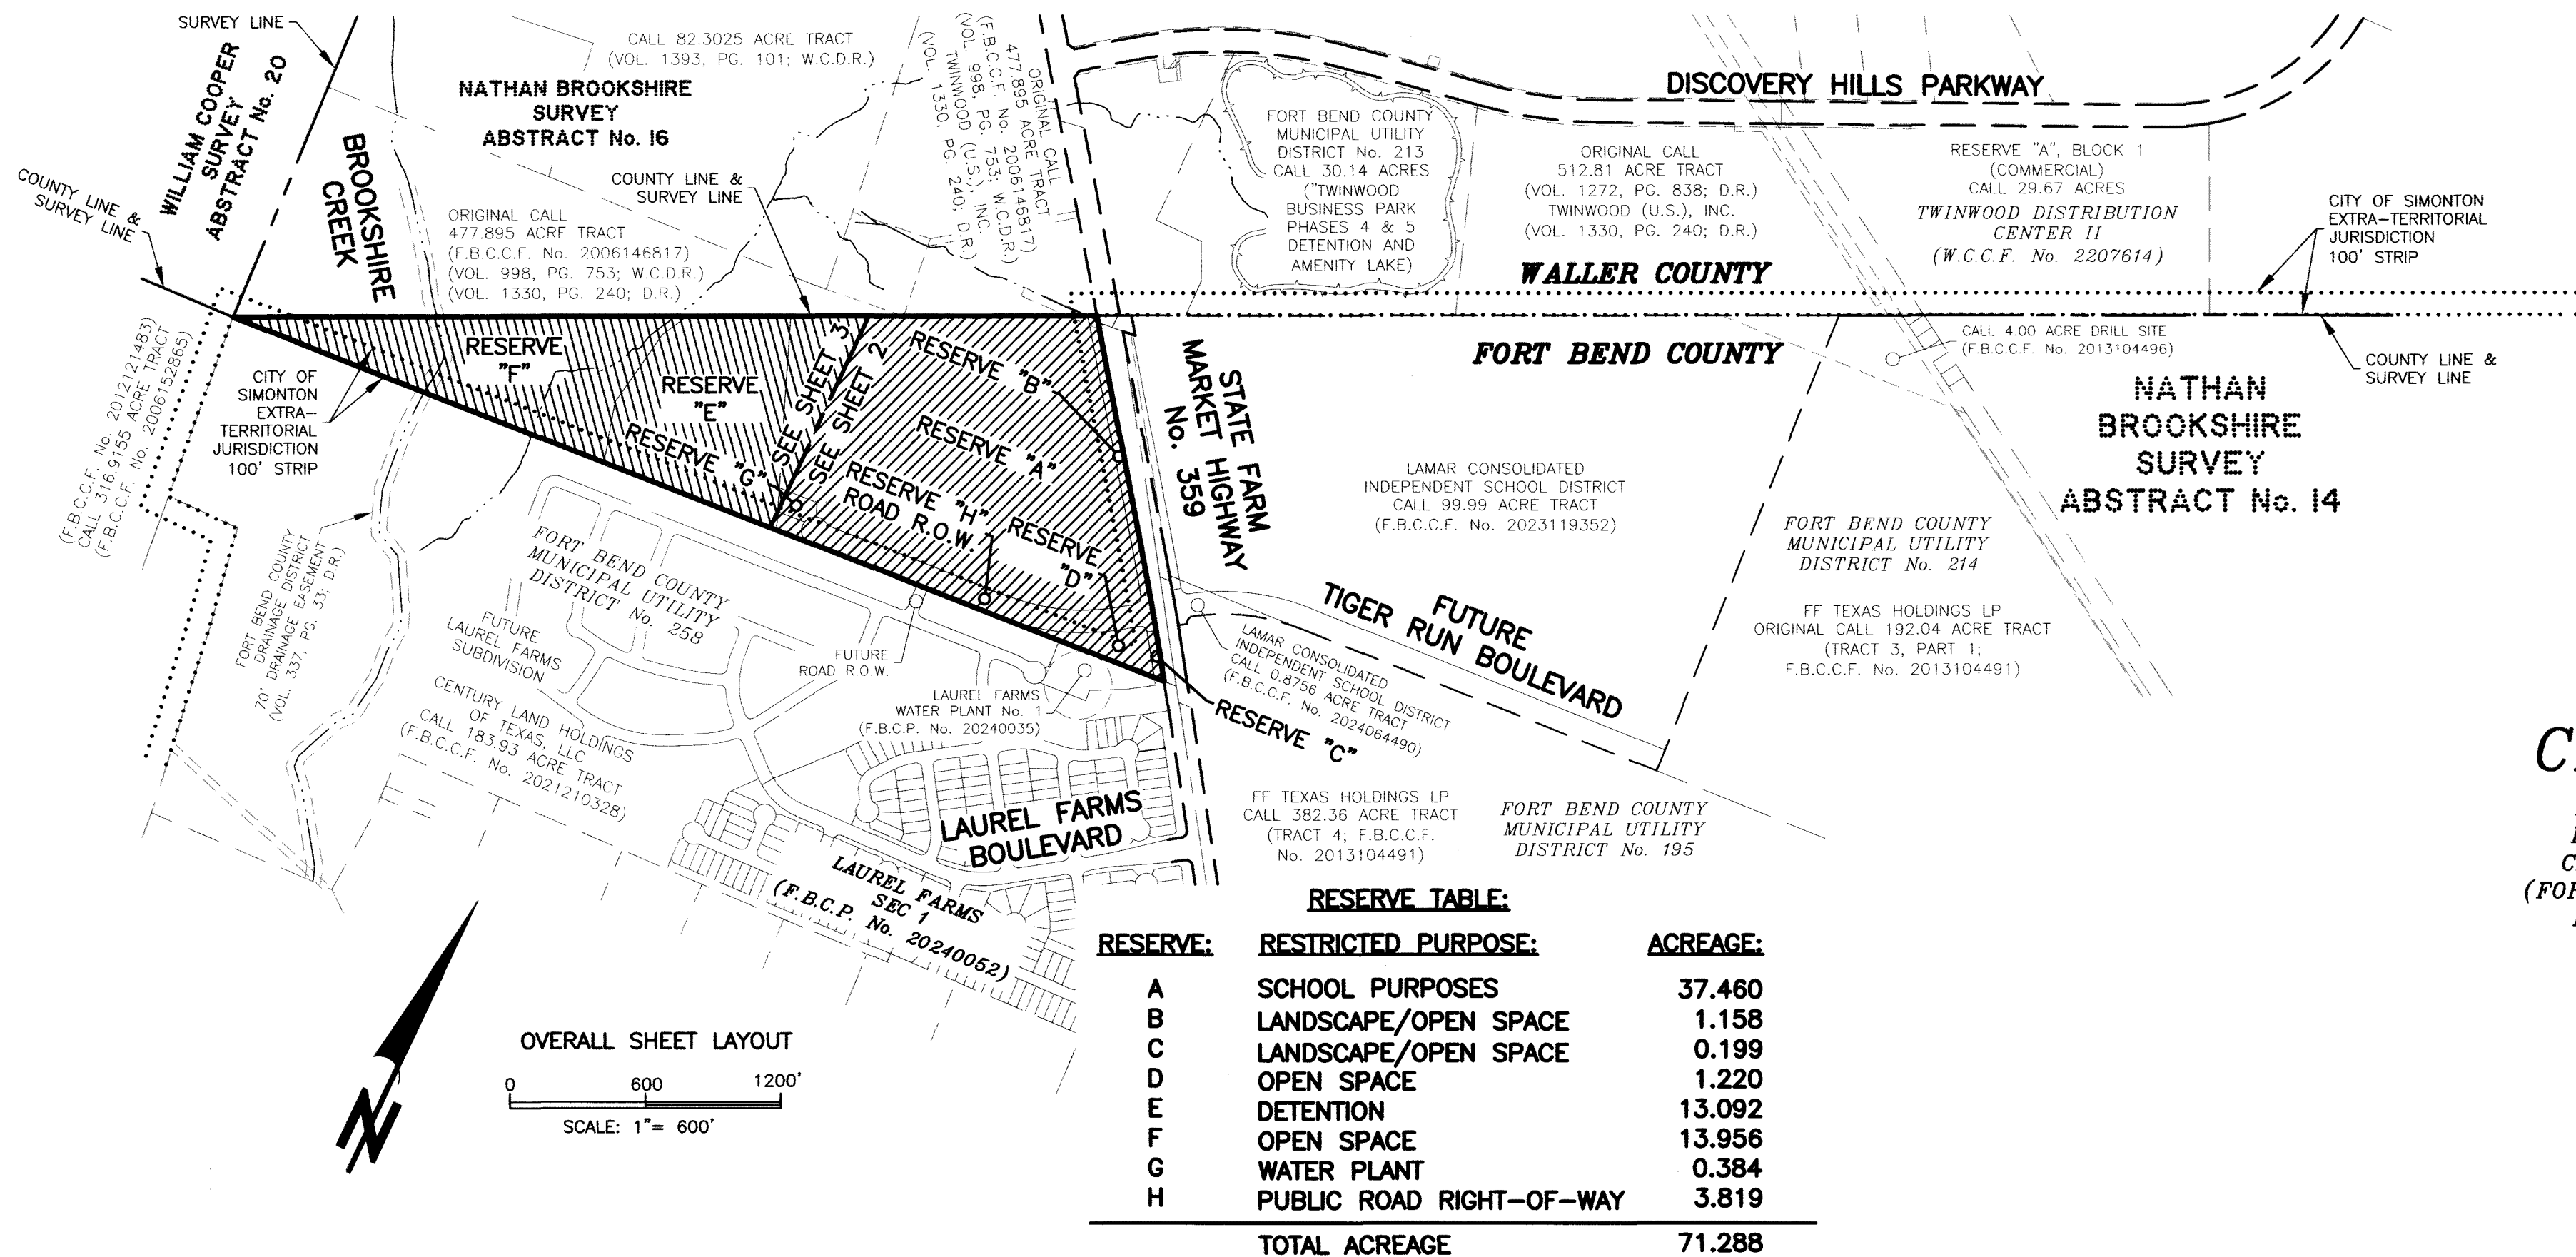 SURVEY LINE
WILLIAM COOPER
SURVEY
ABSTRACT No. 20
COUNTY LINE &
SURVEY LINE
BROOKSHIRE
CREEK
CALL 82.3025 ACRE TRACT
(VOL. 1393, PG. 101; W.C.D.R.)
NATHAN BROOKSHIRE
SURVEY
ABSTRACT No. 16
COUNTY LINE &
SURVEY LINE
ORIGINAL CALL
477.895 ACRE TRACT
(F.B.C.C.F. No. 2006146817)
(VOL. 998, PG. 753; W.C.D.R.)
(VOL. 1330, PG. 240; D.R.)
ORIGINAL CALL
477.895 ACRE TRACT
(F.B.C.C.F. No. 2006146817)
(VOL. 998, PG. 753; W.C.D.R.)
TWINWOOD (U.S.), INC.
(VOL. 1330, PG. 240; D.R.)
DISCOVERY HILLS PARKWAY
FORT BEND COUNTY
MUNICIPAL UTILITY
DISTRICT No. 213
CALL 30.14 ACRES
("TWINWOOD
BUSINESS PARK
PHASES 4 & 5
DETENTION AND
AMENITY LAKE)
ORIGINAL CALL
512.81 ACRE TRACT
(VOL. 1272, PG. 838; D.R.)
TWINWOOD (U.S.), INC.
(VOL. 1330, PG. 240; D.R.)
RESERVE "A", BLOCK 1
(COMMERCIAL)
CALL 29.67 ACRES
TWINWOOD DISTRIBUTION
CENTER II
(W.C.C.F. No. 2207614)
CITY OF SIMONTON
EXTRA-TERRITORIAL
JURISDICTION
100' STRIP
WALLER COUNTY
FORT BEND COUNTY
CALL 4.00 ACRE DRILL SITE
(F.B.C.C.F. No. 2013104496)
COUNTY LINE &
SURVEY LINE
NATHAN
BROOKSHIRE
SURVEY
ABSTRACT No. 14
(F.B.C.C.F. No. 2012121483)
CALL 316.9155 ACRE TRACT
(F.B.C.C.F. No. 2006152865)
CITY OF
SIMONTON
EXTRA-
TERRITORIAL
JURISDICTION
100' STRIP
RESERVE
"F"
RESERVE
"E"
RESERVE "G"
SEE SHEET 3
SEE SHEET 2
RESERVE "B"
RESERVE "A"
RESERVE "H"
ROAD R.O.W.
RESERVE
"D"
STATE FARM
MARKET HIGHWAY
No. 359
LAMAR CONSOLIDATED
INDEPENDENT SCHOOL DISTRICT
CALL 99.99 ACRE TRACT
(F.B.C.C.F. No. 2023119352)
FORT BEND COUNTY
MUNICIPAL UTILITY
DISTRICT No. 214
FF TEXAS HOLDINGS LP
ORIGINAL CALL 192.04 ACRE TRACT
(TRACT 3, PART 1;
F.B.C.C.F. No. 2013104491)
FUTURE
TIGER RUN BOULEVARD
LAMAR CONSOLIDATED
INDEPENDENT SCHOOL DISTRICT
CALL 0.8756 ACRE TRACT
(F.B.C.C.F. No. 2024064490)
RESERVE "C"
FORT BEND COUNTY
DRAINAGE DISTRICT
70' DRAINAGE EASEMENT
(VOL. 337, PG. 33; D.R.)
FORT BEND COUNTY
MUNICIPAL UTILITY
DISTRICT No. 258
FUTURE
LAUREL FARMS
SUBDIVISION
CENTURY LAND HOLDINGS
OF TEXAS, LLC
CALL 183.93 ACRE TRACT
(F.B.C.C.F. No. 2021210328)
FUTURE
ROAD R.O.W.
LAUREL FARMS
WATER PLANT No. 1
(F.B.C.P. No. 20240035)
LAUREL FARMS
BOULEVARD
LAUREL FARMS
SEC 1
(F.B.C.P. No. 20240052)
FF TEXAS HOLDINGS LP
CALL 382.36 ACRE TRACT
(TRACT 4; F.B.C.C.F.
No. 2013104491)
FORT BEND COUNTY
MUNICIPAL UTILITY
DISTRICT No. 195
C
(FO
N
OVERALL SHEET LAYOUT
0 600 1200'
SCALE: 1"= 600'
RESERVE TABLE:
RESERVE: RESTRICTED PURPOSE: ACREAGE:
A SCHOOL PURPOSES 37.460
B LANDSCAPE/OPEN SPACE 1.158
C LANDSCAPE/OPEN SPACE 0.199
D OPEN SPACE 1.220
E DETENTION 13.092
F OPEN SPACE 13.956
G WATER PLANT 0.384
H PUBLIC ROAD RIGHT-OF-WAY 3.819
TOTAL ACREAGE 71.288